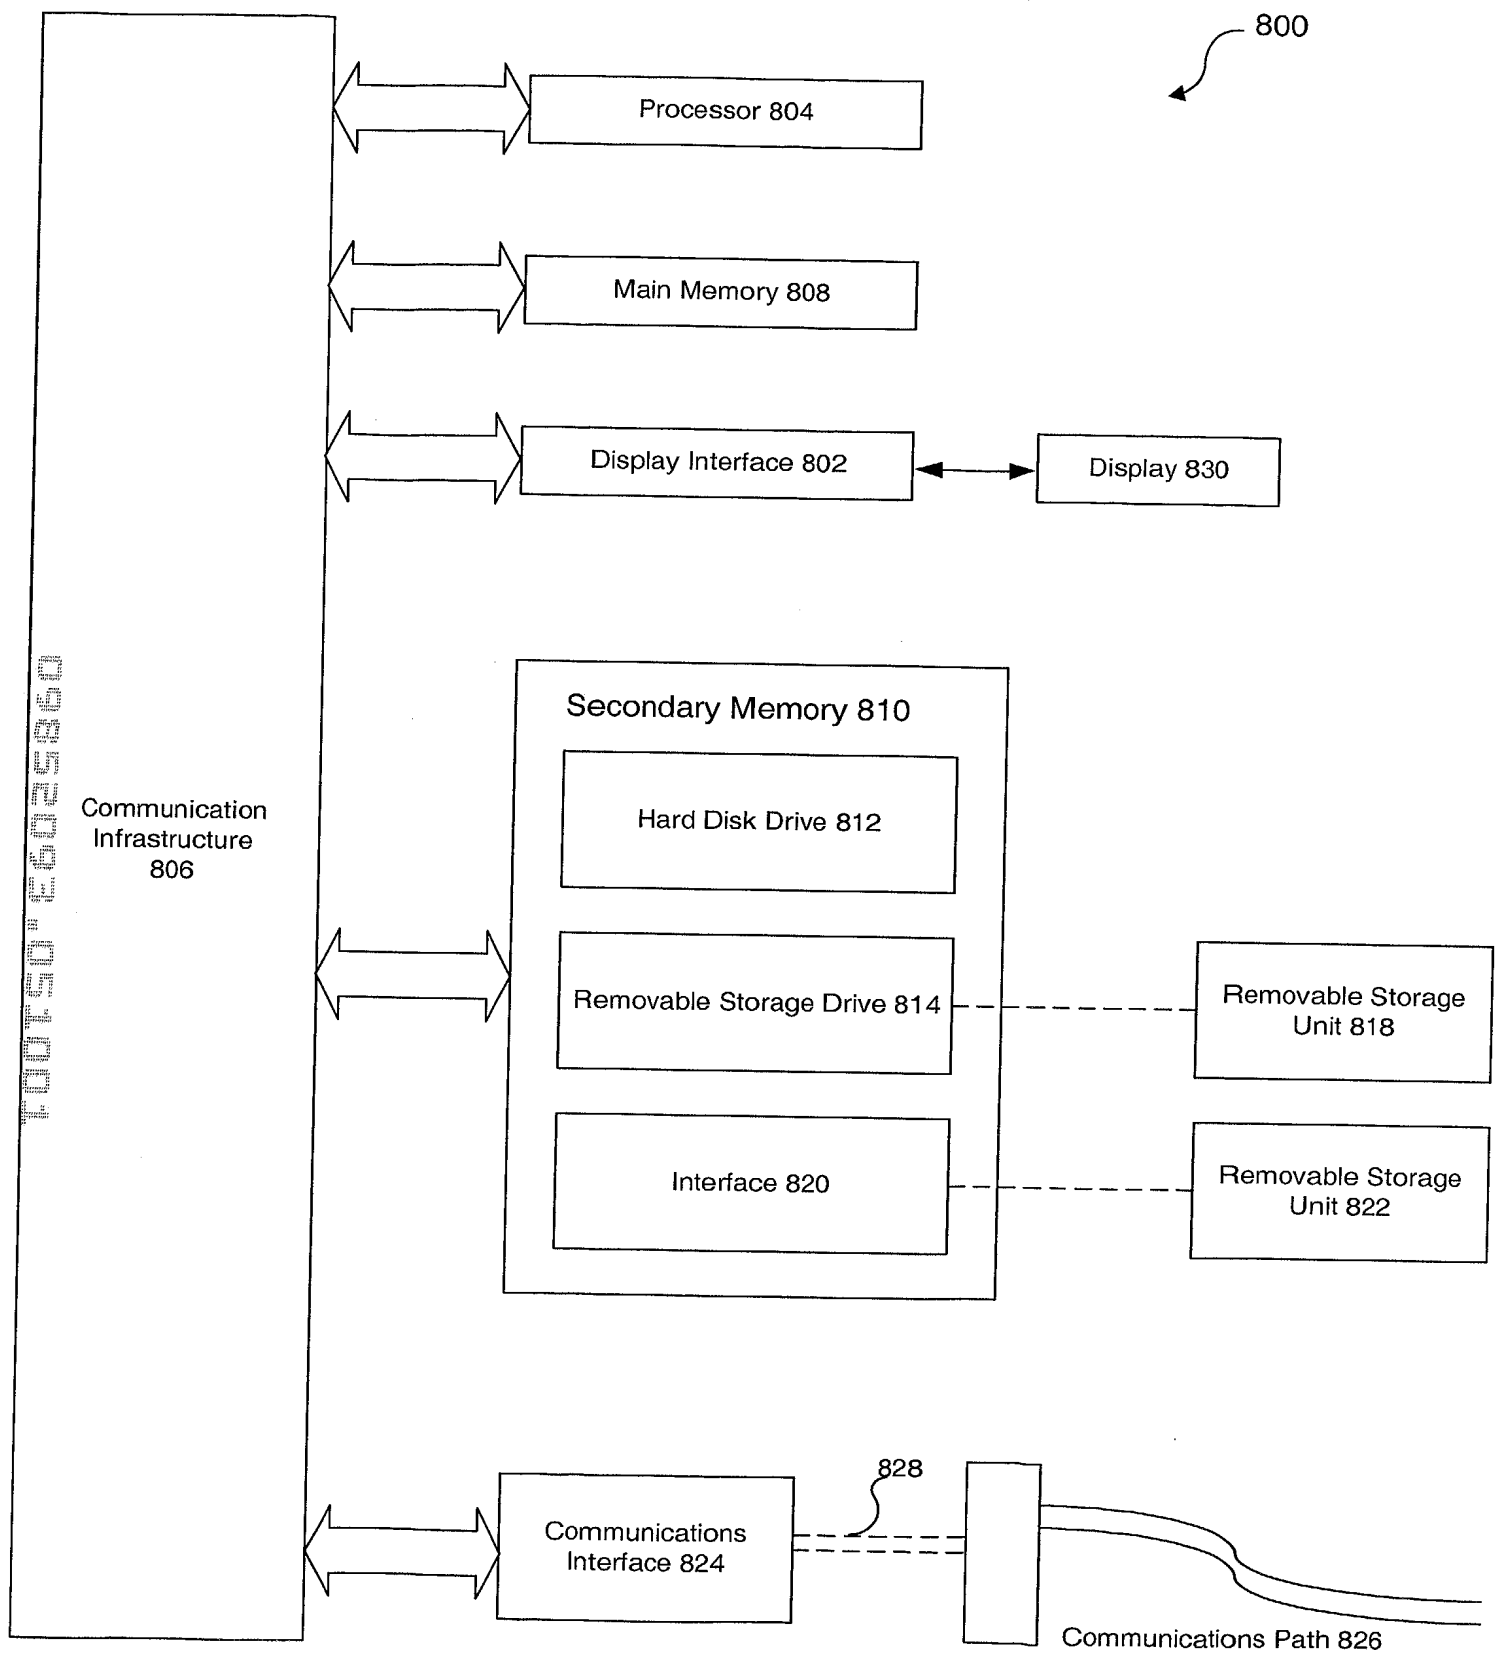 800
Processor 804
Main Memory 808
Display Interface 802
Display 830
Secondary Memory 810
Hard Disk Drive 812
Communication
Infrastructure
806
Removable Storage Drive 814
Removable Storage
Unit 818
Interface 820
Removable Storage
Unit 822
828
Communications
Interface 824
Communications Path 826